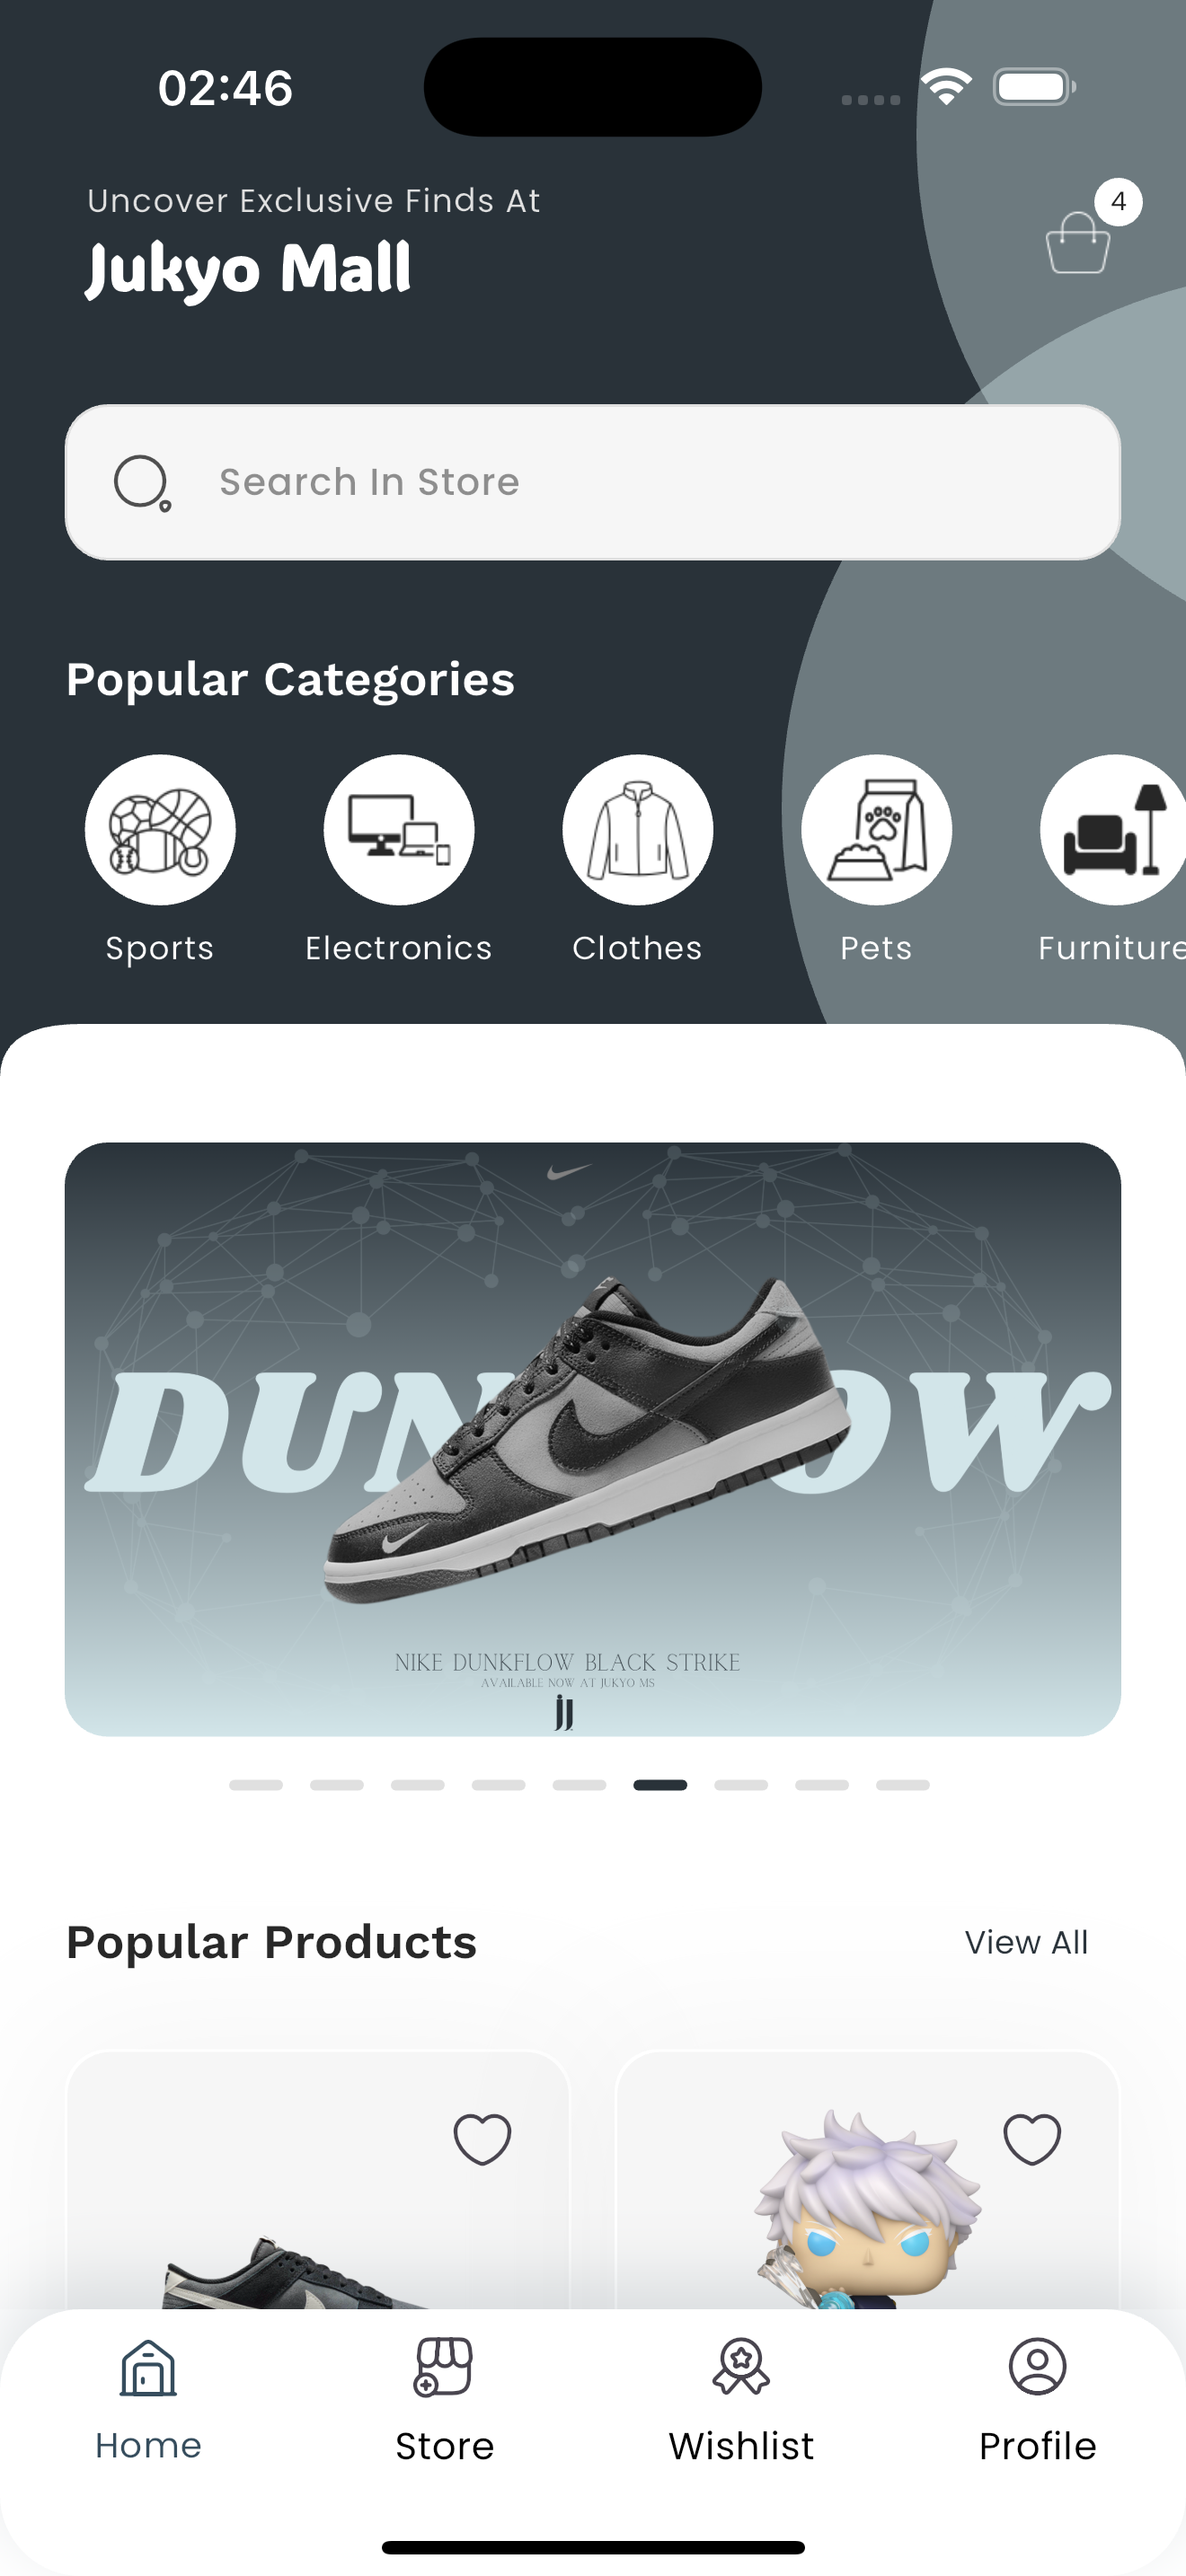 02:46
Uncover Exclusive Finds At
Jukyo Mall
4
Search In Store
Popular Categories
Sports
Electronics
Clothes
Pets
Furniture
DUN OW
NIKE DUNKFLOW BLACK STRIKE
AVAILABLE NOW AT JUKYO MS
Popular Products
View All
Home
Store
Wishlist
Profile